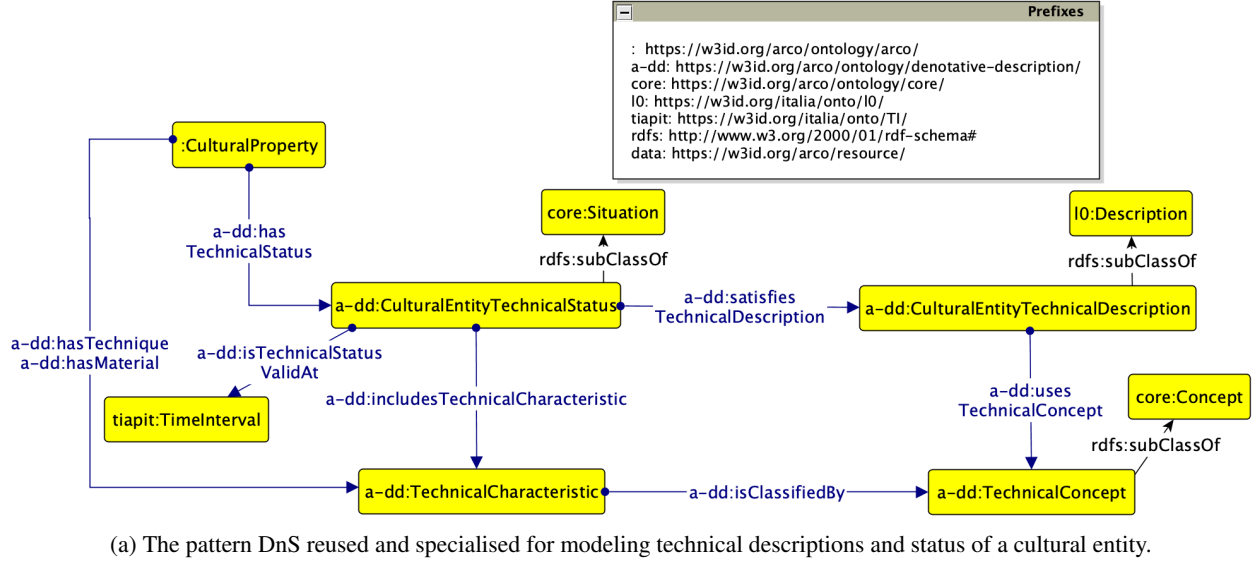 Prefixes
: https://w3id.org/arco/ontology/arco/
a-dd: https://w3id.org/arco/ontology/denotative-description/
core: https://w3id.org/arco/ontology/core/
l0: https://w3id.org/italia/onto/l0/
tiapit: https://w3id.org/italia/onto/TI/
rdfs: http://www.w3.org/2000/01/rdf-schema#
data: https://w3id.org/arco/resource/
:CulturalProperty
a-dd:has
TechnicalStatus
core:Situation
l0:Description
rdfs:subClassOf
rdfs:subClassOf
a-dd:CulturalEntityTechnicalStatus
a-dd:satisfies
TechnicalDescription
a-dd:CulturalEntityTechnicalDescription
a-dd:hasTechnique
a-dd:hasMaterial
a-dd:isTechnicalStatus
ValidAt
a-dd:includesTechnicalCharacteristic
a-dd:uses
TechnicalConcept
core:Concept
tiapit:TimeInterval
rdfs:subClassOf
a-dd:TechnicalCharacteristic
a-dd:isClassifiedBy
a-dd:TechnicalConcept
(a) The pattern DnS reused and specialised for modeling technical descriptions and status of a cultural entity.